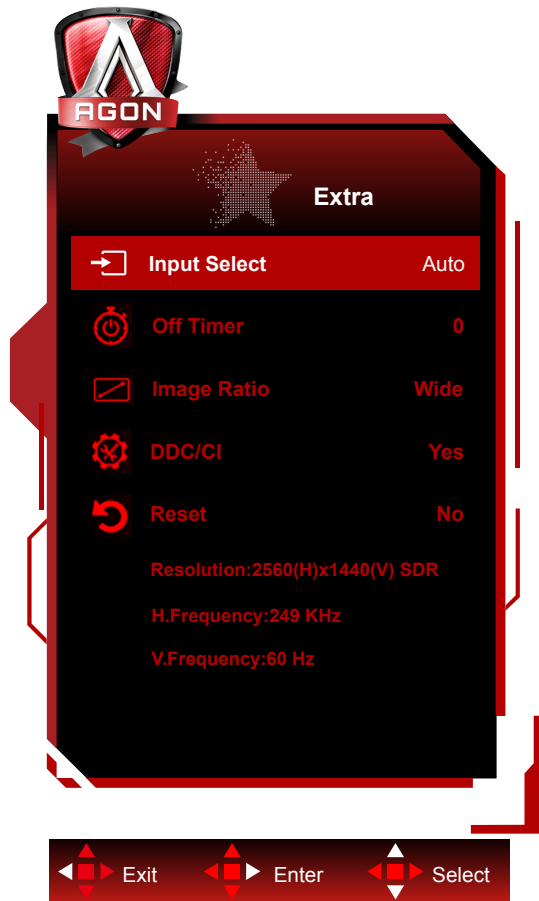 AGON
Extra
Input Select Auto
Off Timer 0
Image Ratio Wide
DDC/CI Yes
Reset No
Resolution:2560(H)x1440(V) SDR
H.Frequency:249 KHz
V.Frequency:60 Hz
Exit Enter Select